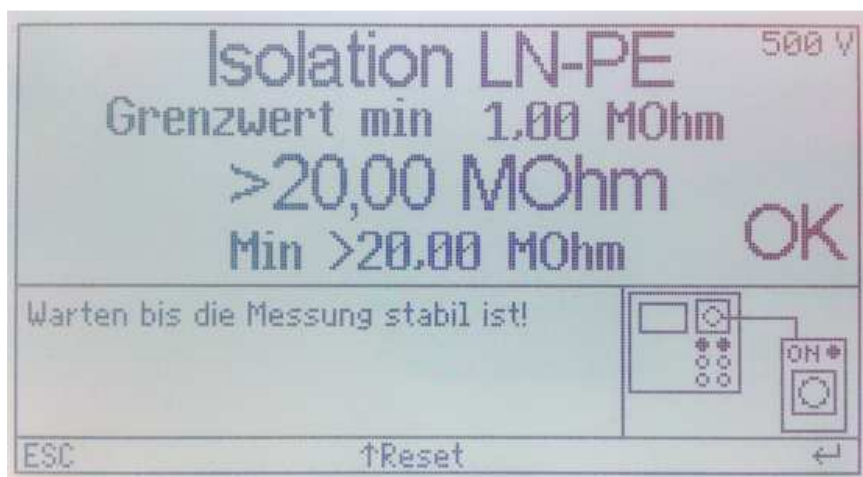 Isolation LN-PE 500 V
Grenzwert min 1,00 MOhm
>20,00 MOhm
OK
Min >20,00 MOhm
Warten bis die Messung stabil ist!
ON
ESC ↑Reset ↵